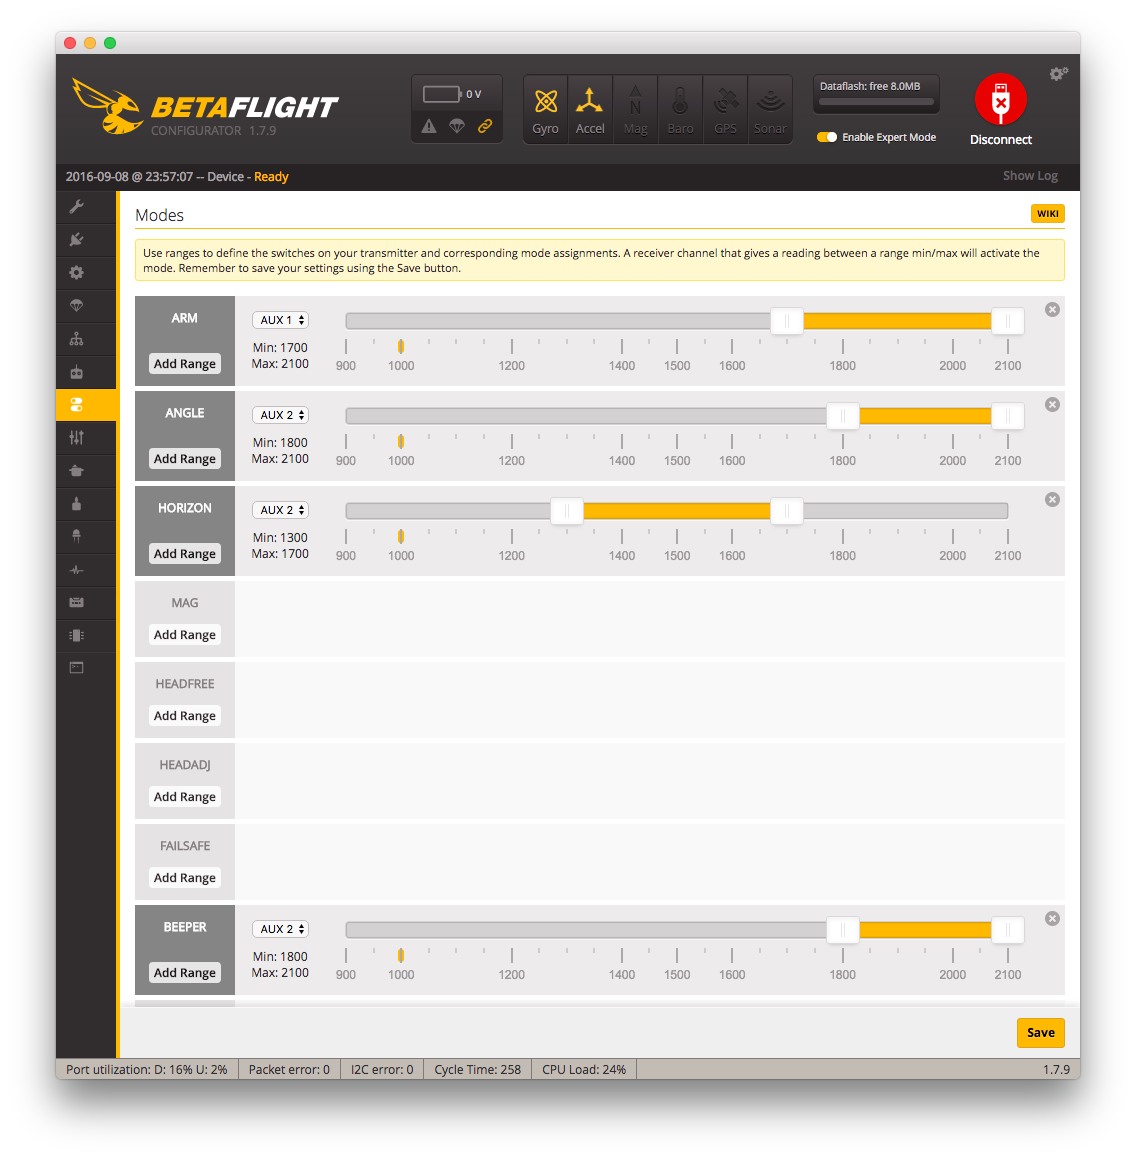 BETAFLIGHT
CONFIGURATOR 1.7.9
0 V
Gyro Accel Mag Baro GPS Sonar
Dataflash: free 8.0MB
Enable Expert Mode
Disconnect
2016-09-08 @ 23:57:07 -- Device - Ready
Show Log
Modes
WIKI
Use ranges to define the switches on your transmitter and corresponding mode assignments. A receiver channel that gives a reading between a range min/max will activate the
mode. Remember to save your settings using the Save button.
ARM
Add Range
AUX 1
Min: 1700
Max: 2100
900 1000 1200 1400 1500 1600 1800 2000 2100
ANGLE
Add Range
AUX 2
Min: 1800
Max: 2100
900 1000 1200 1400 1500 1600 1800 2000 2100
HORIZON
Add Range
AUX 2
Min: 1300
Max: 1700
900 1000 1200 1400 1500 1600 1800 2000 2100
MAG
Add Range
HEADFREE
Add Range
HEADADJ
Add Range
FAILSAFE
Add Range
BEEPER
Add Range
AUX 2
Min: 1800
Max: 2100
900 1000 1200 1400 1500 1600 1800 2000 2100
Save
Port utilization: D: 16% U: 2% Packet error: 0 I2C error: 0 Cycle Time: 258 CPU Load: 24% 1.7.9